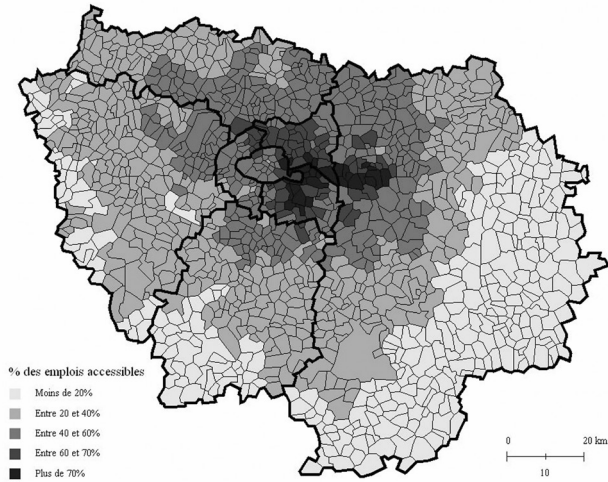 % des emplois accessibles
Moins de 20%
Entre 20 et 40%
Entre 40 et 60%
Entre 60 et 70%
Plus de 70%
0 20 km
10